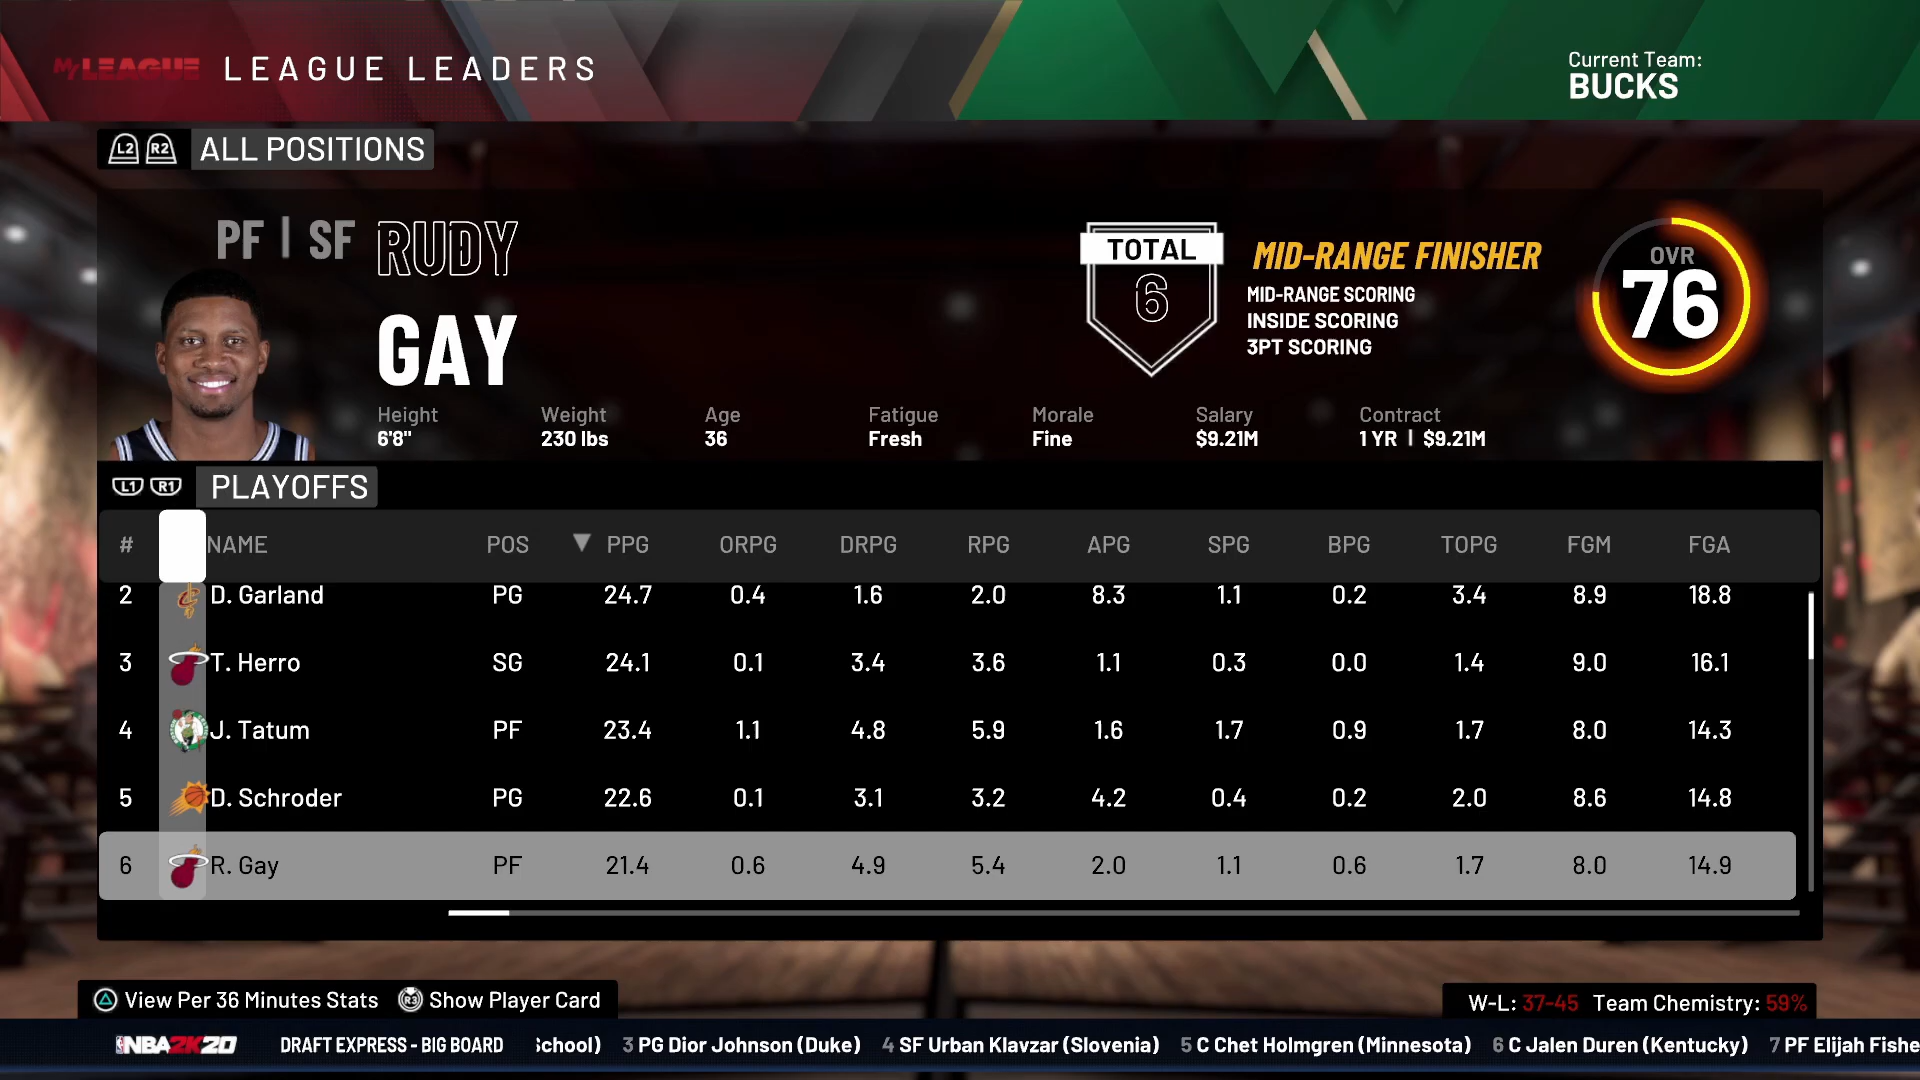 MyLEAGUE LEAGUE LEADERS
Current Team:
BUCKS
L2 R2 ALL POSITIONS
PF | SF RUDY
GAY
TOTAL
6
MID-RANGE FINISHER
MID-RANGE SCORING
INSIDE SCORING
3PT SCORING
OVR
76
Height Weight Age Fatigue Morale Salary Contract
6'8" 230 lbs 36 Fresh Fine $9.21M 1 YR | $9.21M
L1 R1 PLAYOFFS
# NAME POS ▼ PPG ORPG DRPG RPG APG SPG BPG TOPG FGM FGA
2 D. Garland PG 24.7 0.4 1.6 2.0 8.3 1.1 0.2 3.4 8.9 18.8
3 T. Herro SG 24.1 0.1 3.4 3.6 1.1 0.3 0.0 1.4 9.0 16.1
4 J. Tatum PF 23.4 1.1 4.8 5.9 1.6 1.7 0.9 1.7 8.0 14.3
5 D. Schroder PG 22.6 0.1 3.1 3.2 4.2 0.4 0.2 2.0 8.6 14.8
6 R. Gay PF 21.4 0.6 4.9 5.4 2.0 1.1 0.6 1.7 8.0 14.9
View Per 36 Minutes Stats R3 Show Player Card
W-L: 37-45 Team Chemistry: 59%
NBA2K20 DRAFT EXPRESS - BIG BOARD School) 3 PG Dior Johnson (Duke) 4 SF Urban Klavzar (Slovenia) 5 C Chet Holmgren (Minnesota) 6 C Jalen Duren (Kentucky) 7 PF Elijah Fishe